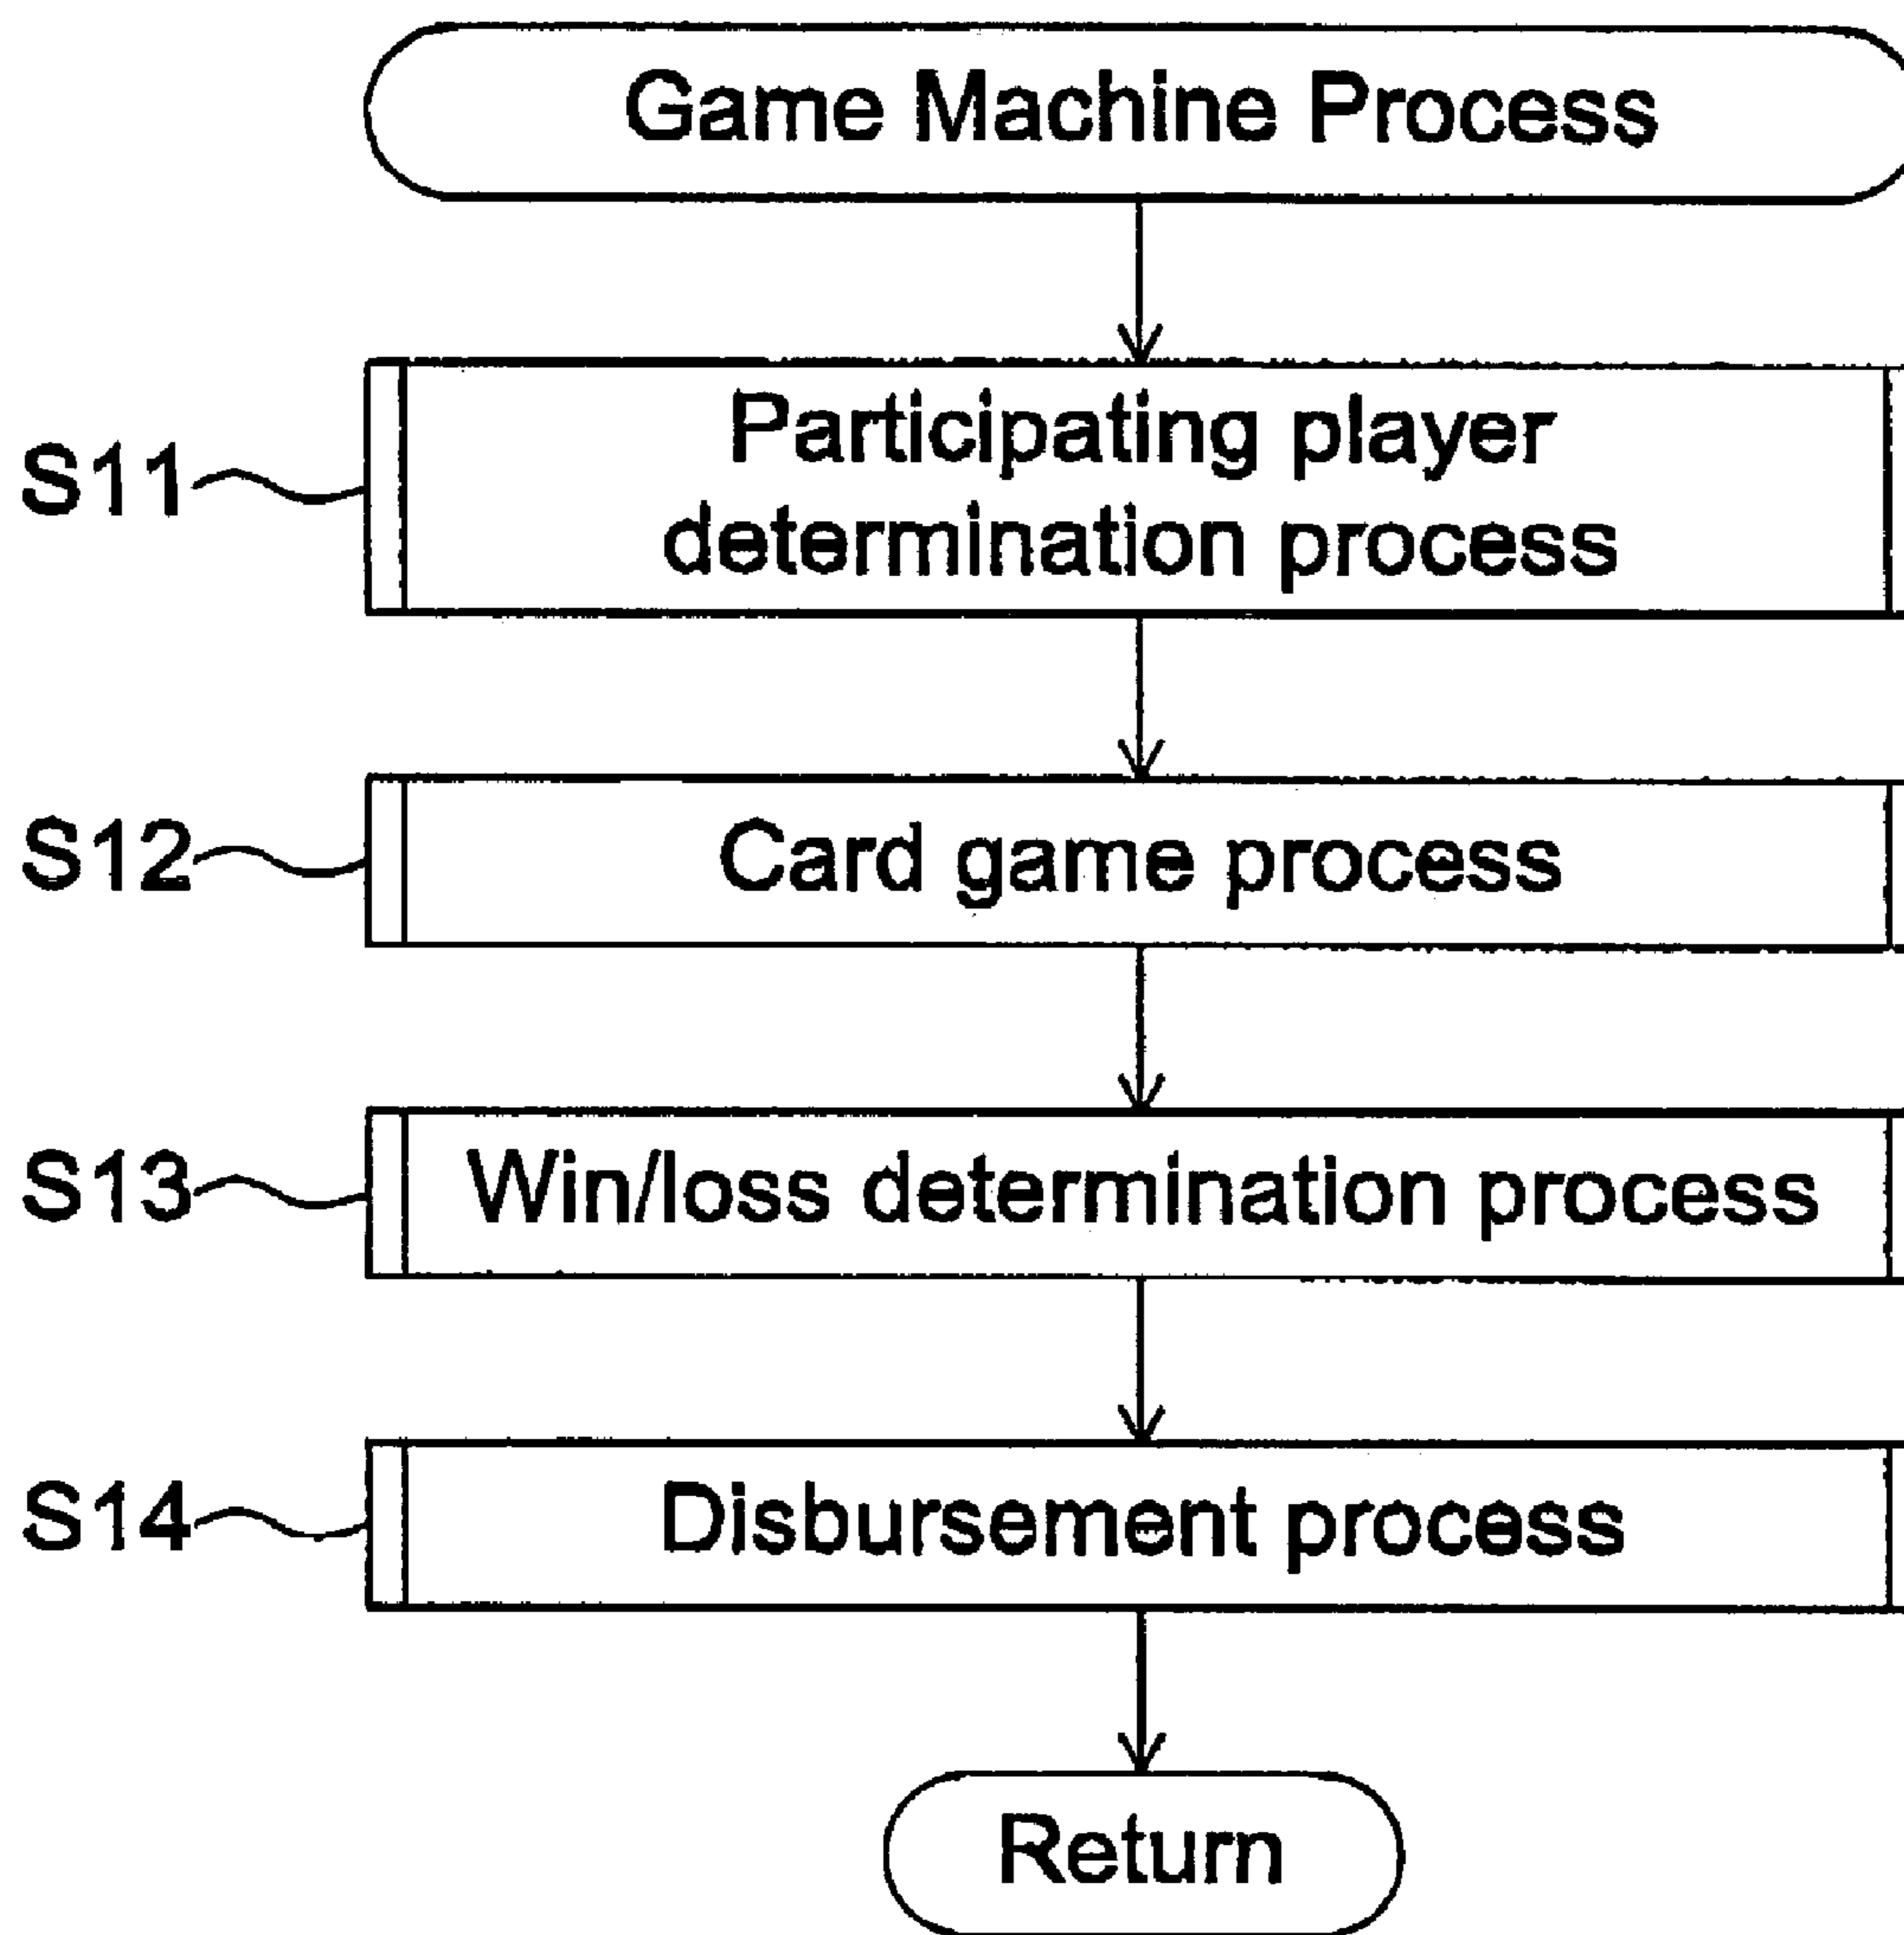 Game Machine Process
S11
Participating player
determination process
S12
Card game process
S13
Win/loss determination process
S14
Disbursement process
Return